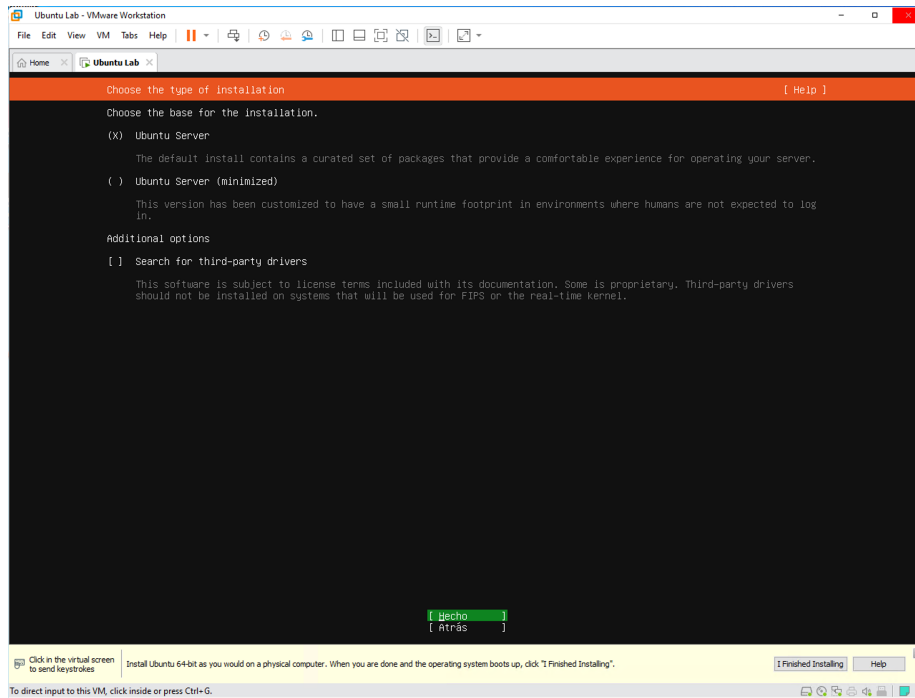 Ubuntu Lab - VMware Workstation
File Edit View VM Tabs Help
Home Ubuntu Lab
Choose the type of installation [ Help ]
Choose the base for the installation.
(X) Ubuntu Server
The default install contains a curated set of packages that provide a comfortable experience for operating your server.
( ) Ubuntu Server (minimized)
This version has been customized to have a small runtime footprint in environments where humans are not expected to log
in.
Additional options
[ ] Search for third-party drivers
This software is subject to license terms included with its documentation. Some is proprietary. Third-party drivers
should not be installed on systems that will be used for FIPS or the real-time kernel.
[ Hecho ]
[ Atrás ]
Click in the virtual screen
to send keystrokes
Install Ubuntu 64-bit as you would on a physical computer. When you are done and the operating system boots up, click "I Finished Installing".
I Finished Installing
Help
To direct input to this VM, click inside or press Ctrl+G.